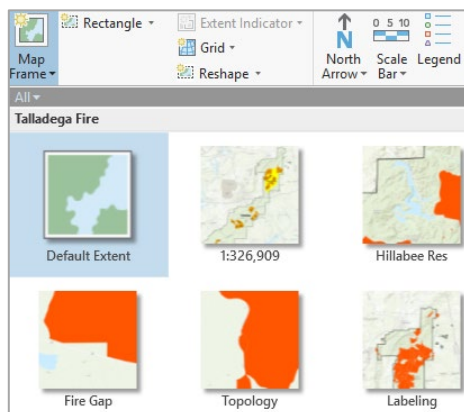 Map Frame
Rectangle
Extent Indicator
Grid
Reshape
North Arrow
0 5 10
Scale Bar
Legend
All
Talladega Fire
Default Extent
1:326,909
Hillabee Res
Fire Gap
Topology
Labeling